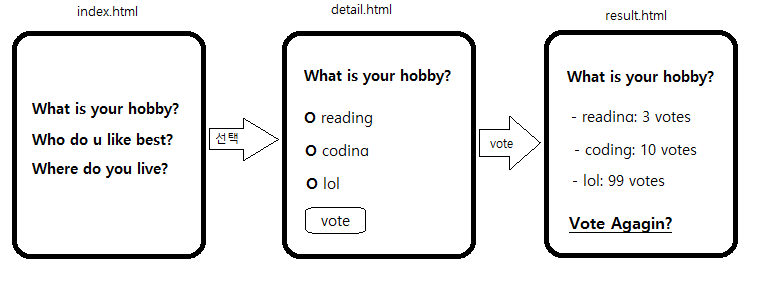 index.html
What is your hobby?
Who do u like best?
Where do you live?
선택
detail.html
What is your hobby?
O reading
O coding
O lol
vote
vote
result.html
What is your hobby?
- reading: 3 votes
- coding: 10 votes
- lol: 99 votes
Vote Agagin?